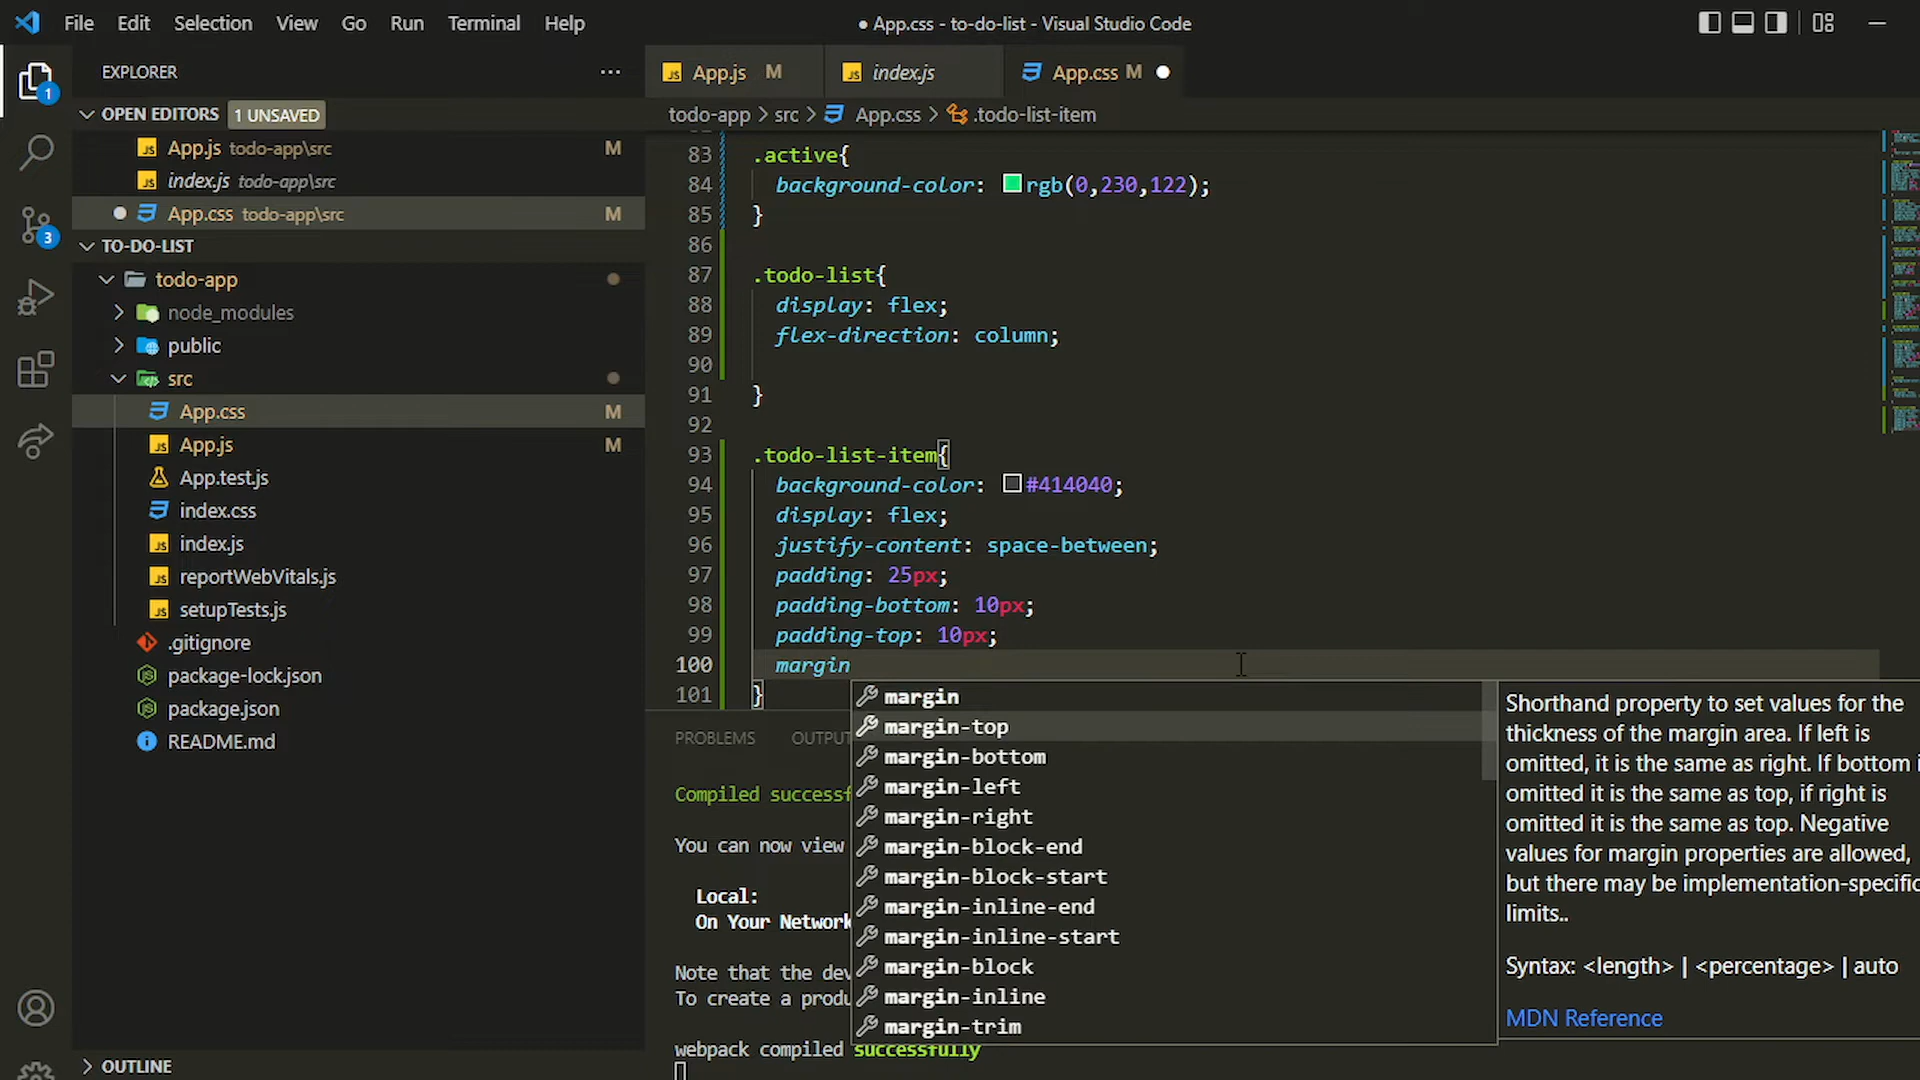 File Edit Selection View Go Run Terminal Help
● App.css - to-do-list - Visual Studio Code
EXPLORER
OPEN EDITORS 1 UNSAVED
App.js todo-app\src M
index.js todo-app\src
App.css todo-app\src M
TO-DO-LIST
todo-app
node_modules
public
src
App.css M
App.js M
App.test.js
index.css
index.js
reportWebVitals.js
setupTests.js
.gitignore
package-lock.json
package.json
README.md
OUTLINE
1
3
App.js M
index.js
App.css M
todo-app > src > App.css > .todo-list-item
83 .active{
84 background-color: rgb(0,230,122);
85 }
86
87 .todo-list{
88 display: flex;
89 flex-direction: column;
90
91 }
92
93 .todo-list-item{
94 background-color: #414040;
95 display: flex;
96 justify-content: space-between;
97 padding: 25px;
98 padding-bottom: 10px;
99 padding-top: 10px;
100 margin
101 }
margin
margin-top
margin-bottom
margin-left
margin-right
margin-block-end
margin-block-start
margin-inline-end
margin-inline-start
margin-block
margin-inline
margin-trim
Shorthand property to set values for the
thickness of the margin area. If left is
omitted, it is the same as right. If bottom i
omitted it is the same as top, if right is
omitted it is the same as top. Negative
values for margin properties are allowed,
but there may be implementation-specific
limits..
Syntax: <length> | <percentage> | auto
MDN Reference
PROBLEMS OUTPU
Compiled successf
You can now view
Local:
On Your Network
Note that the dev
To create a produ
webpack compiled successfully